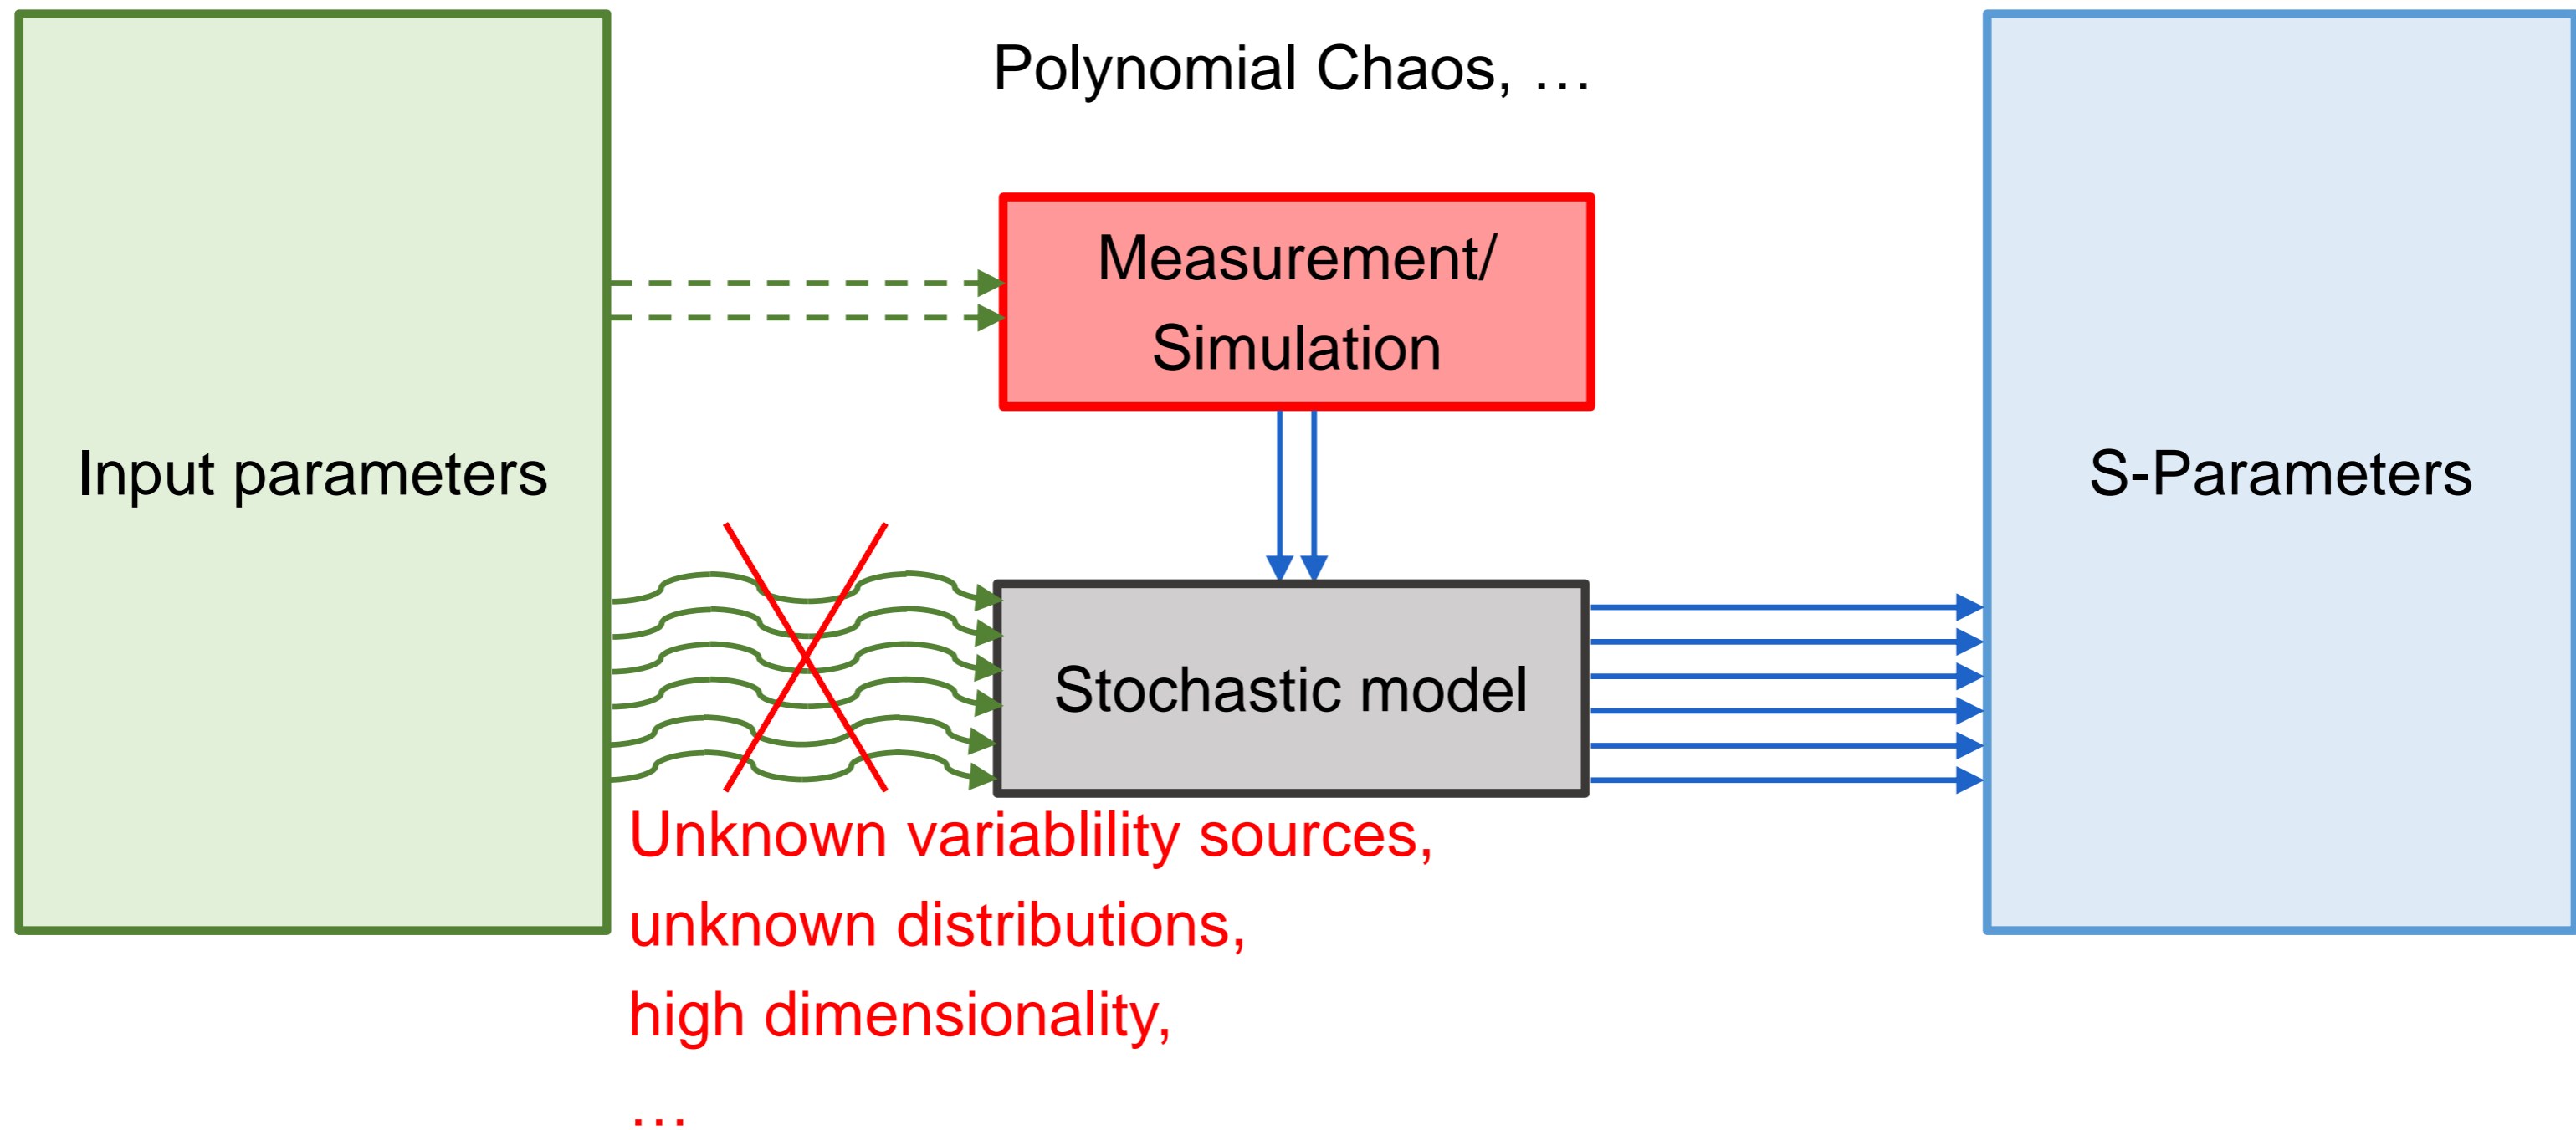 Polynomial Chaos, …
Measurement/
Simulation
Input parameters
S-Parameters
Stochastic model
Unknown variablility sources,
unknown distributions,
high dimensionality,
…